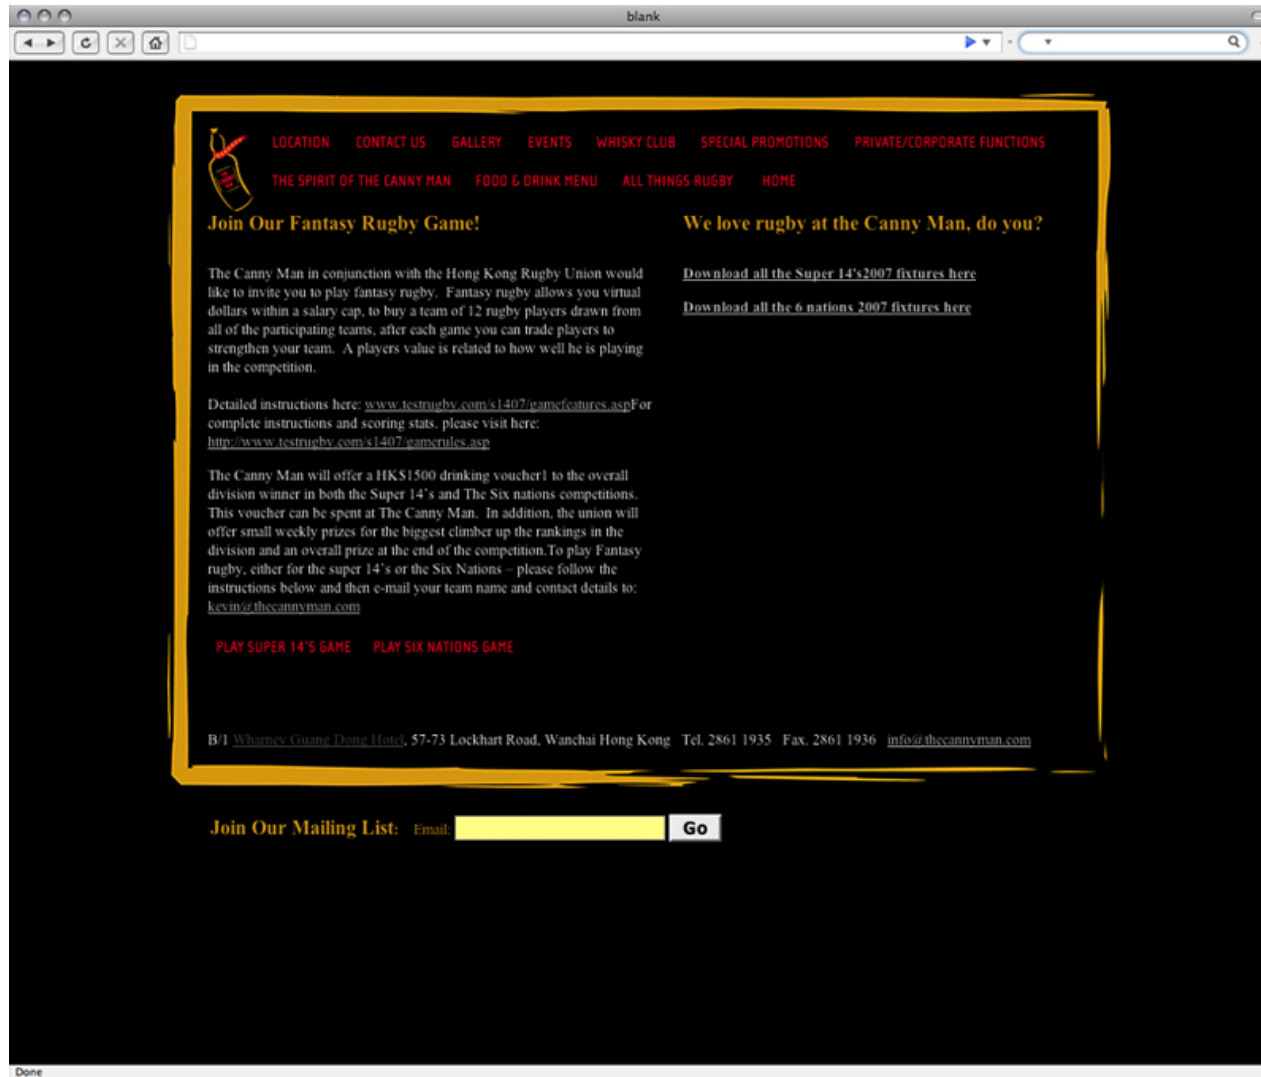 blank
LOCATION CONTACT US GALLERY EVENTS WHISKY CLUB SPECIAL PROMOTIONS PRIVATE/CORPORATE FUNCTIONS
THE SPIRIT OF THE CANNY MAN FOOD & DRINK MENU ALL THINGS RUGBY HOME
Join Our Fantasy Rugby Game!
The Canny Man in conjunction with the Hong Kong Rugby Union would
like to invite you to play fantasy rugby. Fantasy rugby allows you virtual
dollars within a salary cap, to buy a team of 12 rugby players drawn from
all of the participating teams, after each game you can trade players to
strengthen your team. A players value is related to how well he is playing
in the competition.
Detailed instructions here: www.testrugby.com/s1407/gamefeatures.aspFor
complete instructions and scoring stats, please visit here:
http://www.testrugby.com/s1407/gamerules.asp
The Canny Man will offer a HK$1500 drinking voucher1 to the overall
division winner in both the Super 14's and The Six nations competitions.
This voucher can be spent at The Canny Man. In addition, the union will
offer small weekly prizes for the biggest climber up the rankings in the
division and an overall prize at the end of the competition.To play Fantasy
rugby, either for the super 14's or the Six Nations – please follow the
instructions below and then e-mail your team name and contact details to:
kevin@thecannyman.com
PLAY SUPER 14'S GAME PLAY SIX NATIONS GAME
We love rugby at the Canny Man, do you?
Download all the Super 14's2007 fixtures here
Download all the 6 nations 2007 fixtures here
B/1 Wharney Guang Dong Hotel, 57-73 Lockhart Road, Wanchai Hong Kong Tel. 2861 1935 Fax. 2861 1936 info@thecannyman.com
Join Our Mailing List: Email: Go
Done